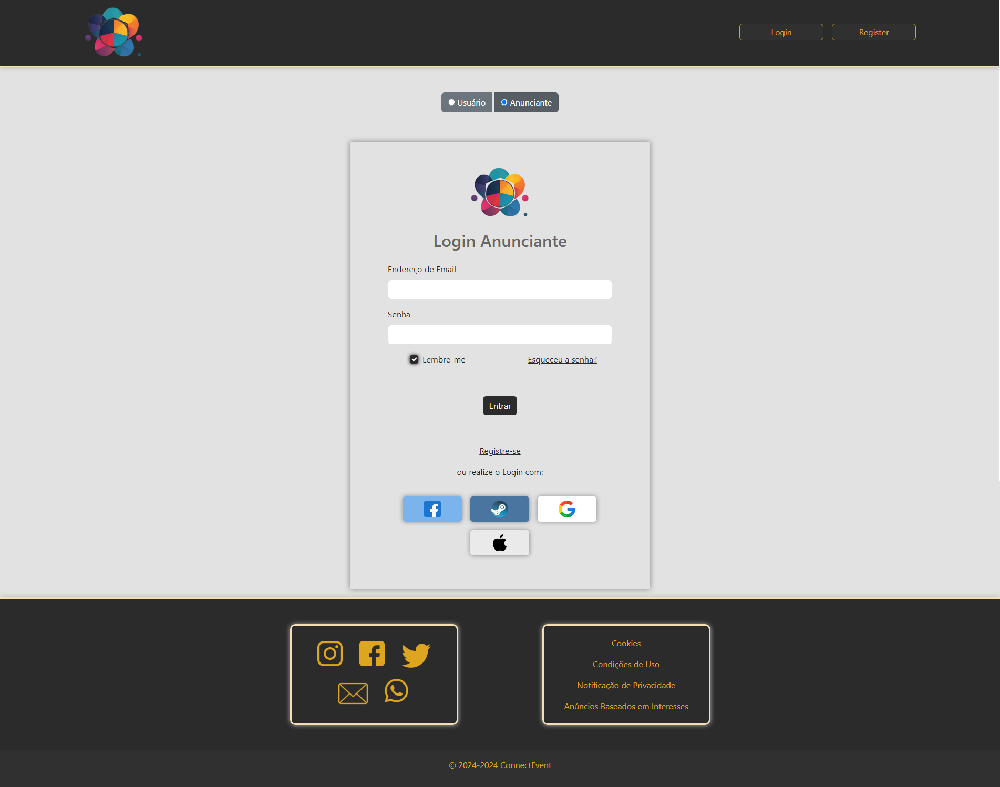 Login Register
Usuário Anunciante
Login Anunciante
Endereço de Email
Senha
Lembre-me Esqueceu a senha?
Entrar
Registre-se
ou realize o Login com:
Cookies
Condições de Uso
Notificação de Privacidade
Anúncios Baseados em Interesses
© 2024-2024 ConnectEvent